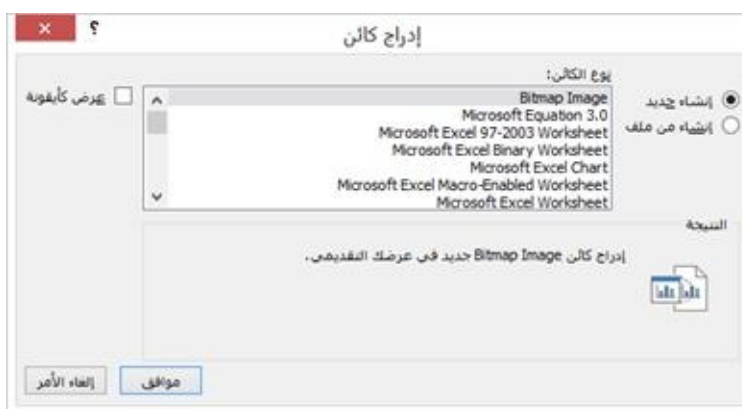 إدراج كائن
؟
نوع الكائن:
إنشاء جديد
إنشاء من ملف
Bitmap Image
Microsoft Equation 3.0
Microsoft Excel 97-2003 Worksheet
Microsoft Excel Binary Worksheet
Microsoft Excel Chart
Microsoft Excel Macro-Enabled Worksheet
Microsoft Excel Worksheet
عرض كأيقونة
النتيجة
إدراج كائن Bitmap Image جديد في عرضك التقديمي.
موافق
إلغاء الأمر